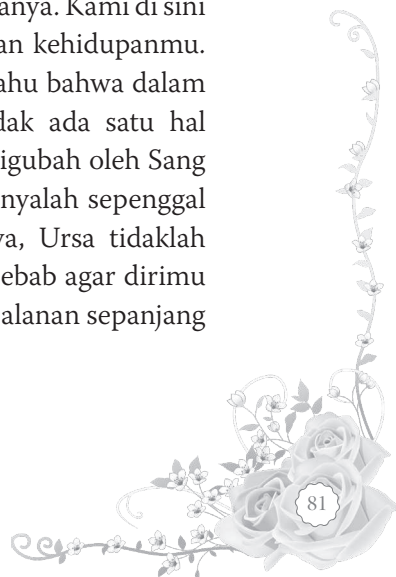 anya. Kami di sini
an kehidupanmu.
ahu bahwa dalam
dak ada satu hal
igubah oleh Sang
nyalah sepenggal
va, Ursa tidaklah
ebab agar dirimu
alanan sepanjang
81